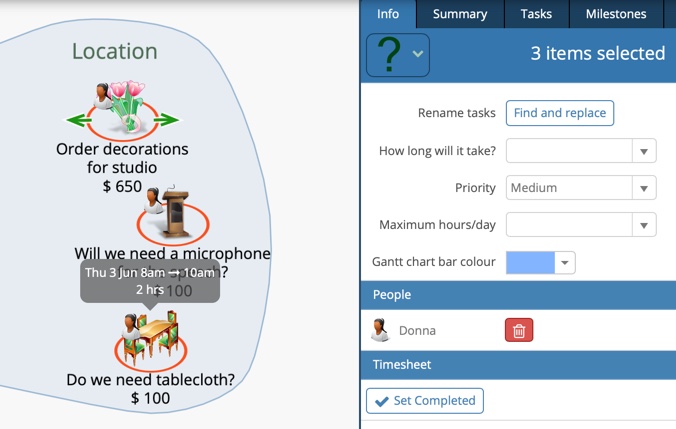 Info
Summary
Tasks
Milestones
?
3 items selected
Location
Order decorations
for studio
$ 650
Will we need a microphone
?
Thu 3 Jun 8am → 10am
2 hrs
$ 100
Do we need tablecloth?
$ 100
Rename tasks
Find and replace
How long will it take?
Priority
Medium
Maximum hours/day
Gantt chart bar colour
People
Donna
Timesheet
Set Completed